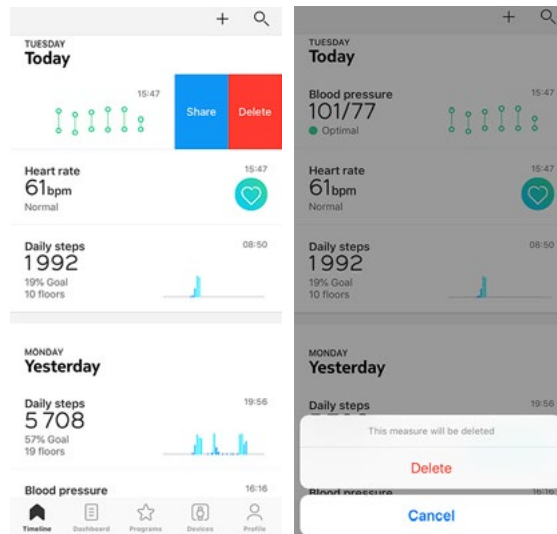 TUESDAY
Today
15:47
Share
Delete
Heart rate
15:47
61bpm
Normal
Daily steps
08:50
1992
19% Goal
10 floors
MONDAY
Yesterday
Daily steps
19:56
5708
57% Goal
19 floors
Blood pressure
16:16
Timeline
Dashboard
Programs
Devices
Profile
TUESDAY
Today
Blood pressure
15:47
101/77
Optimal
Heart rate
15:47
61bpm
Normal
Daily steps
08:50
1992
19% Goal
10 floors
MONDAY
Yesterday
Daily steps
19:56
This measure will be deleted
Delete
Blood pressure
16:16
Cancel